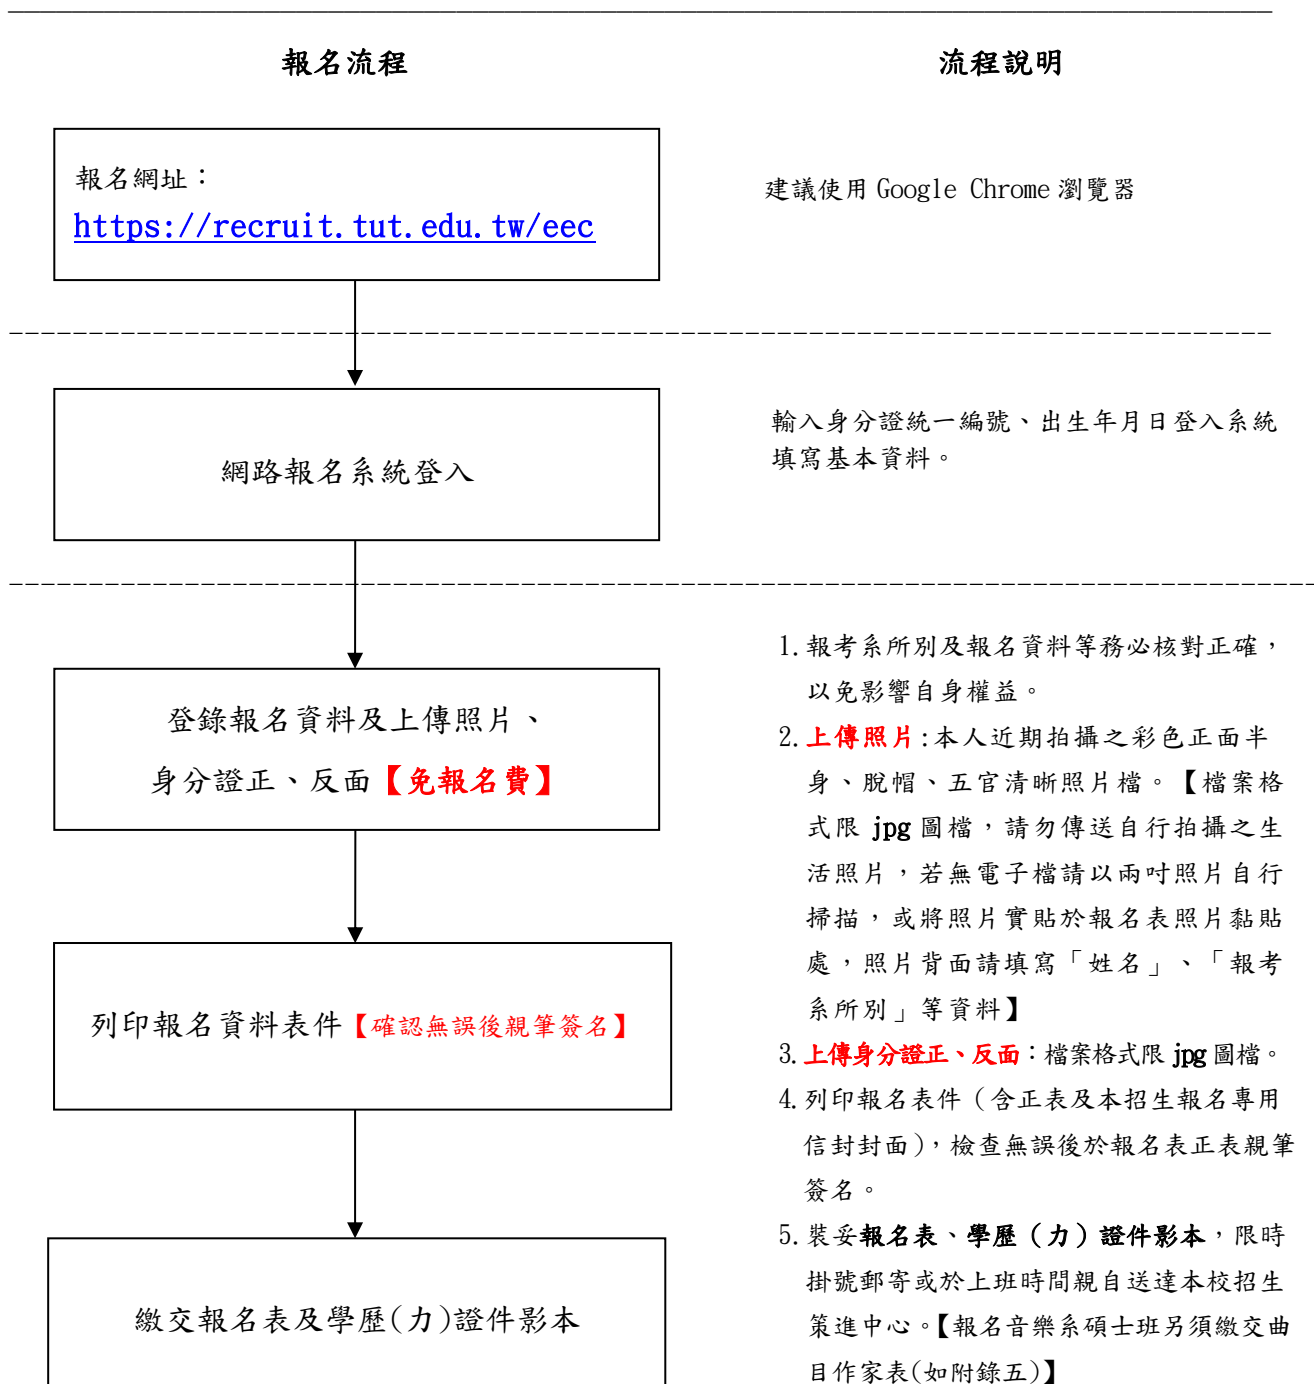 報名流程
流程說明
報名網址：
https://recruit.tut.edu.tw/eec
建議使用 Google Chrome 瀏覽器
網路報名系統登入
輸入身分證統一編號、出生年月日登入系統
填寫基本資料。
登錄報名資料及上傳照片、
身分證正、反面【免報名費】
列印報名資料表件【確認無誤後親筆簽名】
繳交報名表及學歷(力)證件影本
1.報考系所別及報名資料等務必核對正確，
以免影響自身權益。
2.上傳照片:本人近期拍攝之彩色正面半
身、脫帽、五官清晰照片檔。【檔案格
式限 jpg 圖檔，請勿傳送自行拍攝之生
活照片，若無電子檔請以兩吋照片自行
掃描，或將照片實貼於報名表照片黏貼
處，照片背面請填寫「姓名」、「報考
系所別」等資料】
3.上傳身分證正、反面：檔案格式限 jpg 圖檔。
4.列印報名表件（含正表及本招生報名專用
信封封面），檢查無誤後於報名表正表親筆
簽名。
5.裝妥報名表、學歷（力）證件影本，限時
掛號郵寄或於上班時間親自送達本校招生
策進中心。【報名音樂系碩士班另須繳交曲
目作家表(如附錄五)】